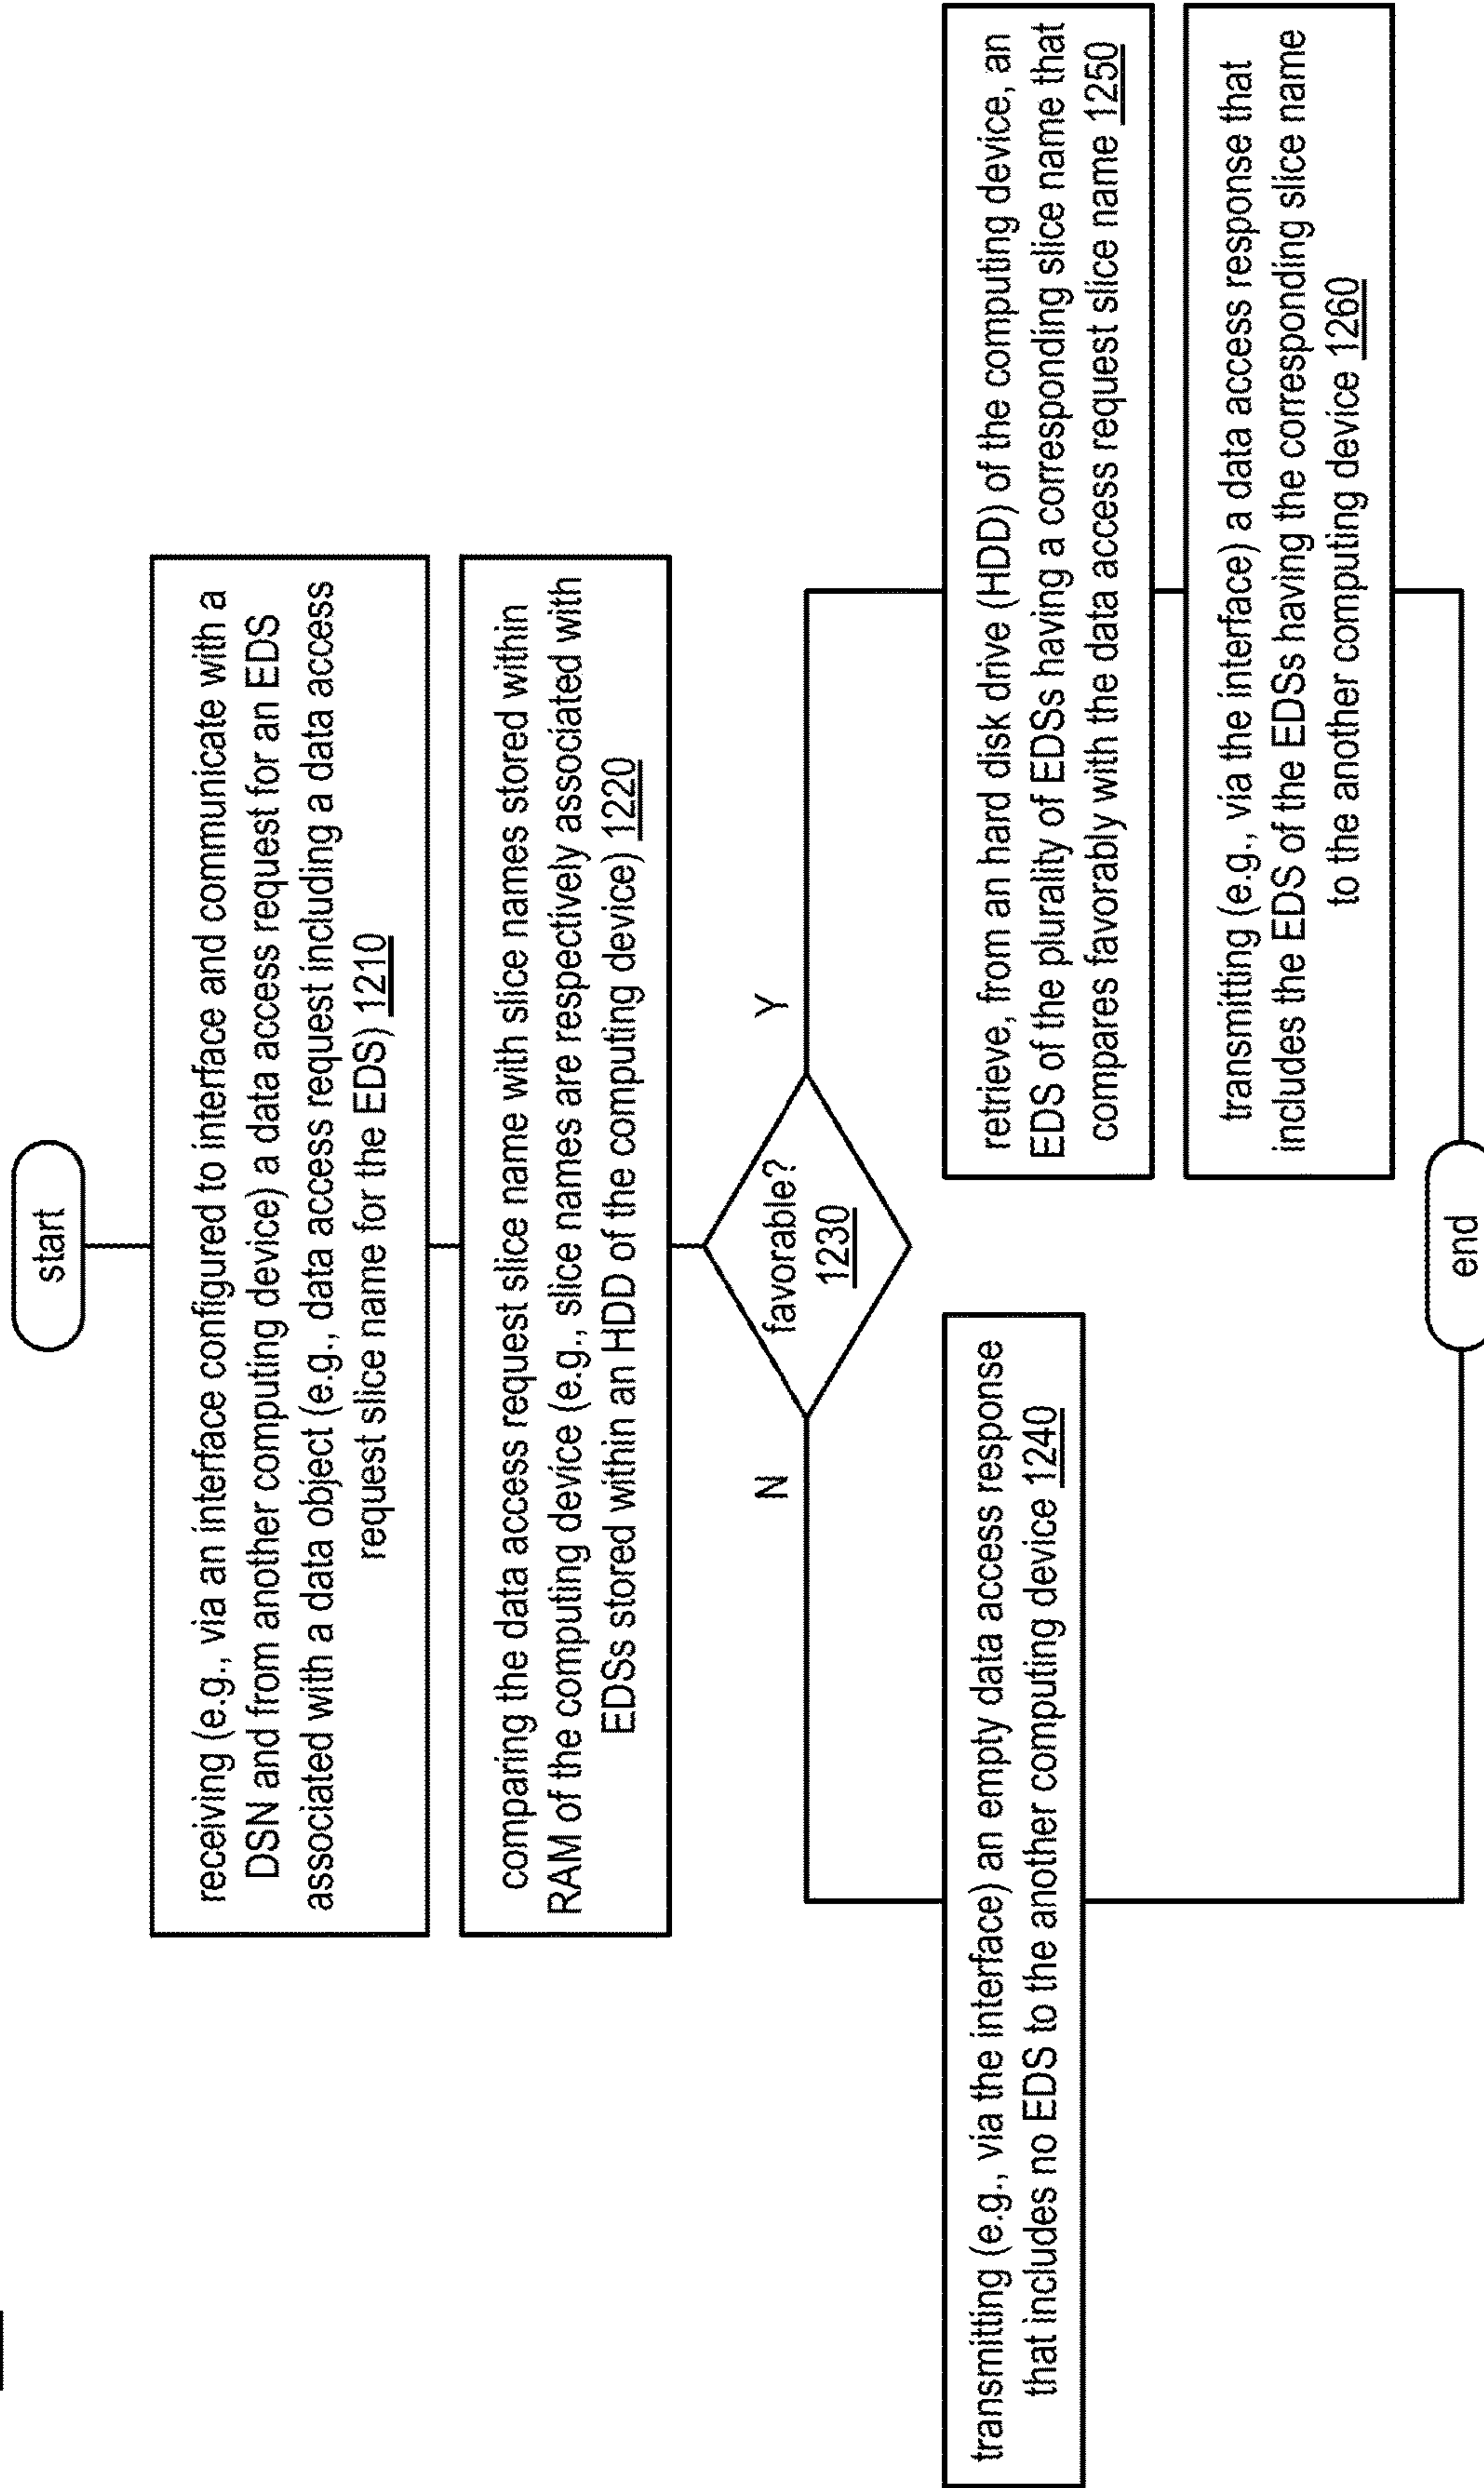 start
receiving (e.g., via an interface configured to interface and communicate with a
DSN and from another computing device) a data access request for an EDS
associated with a data object (e.g., data access request including a data access
request slice name for the EDS) 1210
comparing the data access request slice name with slice names stored within
RAM of the computing device (e.g., slice names are respectively associated with
EDSs stored within an HDD of the computing device) 1220
favorable?
1230
N
Y
transmitting (e.g., via the interface) an empty data access response
that includes no EDS to the another computing device 1240
retrieve, from an hard disk drive (HDD) of the computing device, an
EDS of the plurality of EDSs having a corresponding slice name that
compares favorably with the data access request slice name 1250
transmitting (e.g., via the interface) a data access response that
includes the EDS of the EDSs having the corresponding slice name
to the another computing device 1260
end